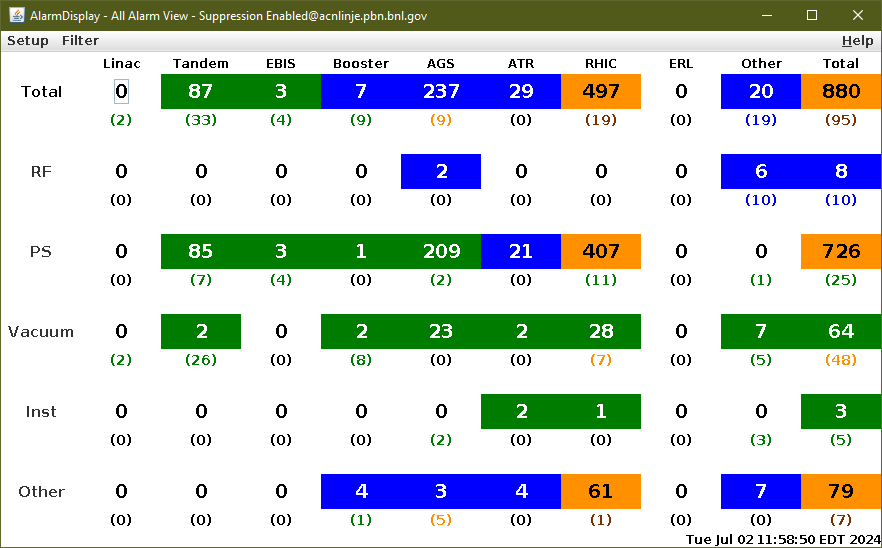 AlarmDisplay - All Alarm View - Suppression Enabled@acnlinje.pbn.bnl.gov
Setup Filter Help
Linac Tandem EBIS Booster AGS ATR RHIC ERL Other Total
Total 0 87 3 7 237 29 497 0 20 880
(2) (33) (4) (9) (9) (0) (19) (0) (19) (95)
RF 0 0 0 0 2 0 0 0 6 8
(0) (0) (0) (0) (0) (0) (0) (0) (10) (10)
PS 0 85 3 1 209 21 407 0 0 726
(0) (7) (4) (0) (2) (0) (11) (0) (1) (25)
Vacuum 0 2 0 2 23 2 28 0 7 64
(2) (26) (0) (8) (0) (0) (7) (0) (5) (48)
Inst 0 0 0 0 0 2 1 0 0 3
(0) (0) (0) (0) (2) (0) (0) (0) (3) (5)
Other 0 0 0 4 3 4 61 0 7 79
(0) (0) (0) (1) (5) (0) (1) (0) (0) (7)
Tue Jul 02 11:58:50 EDT 2024